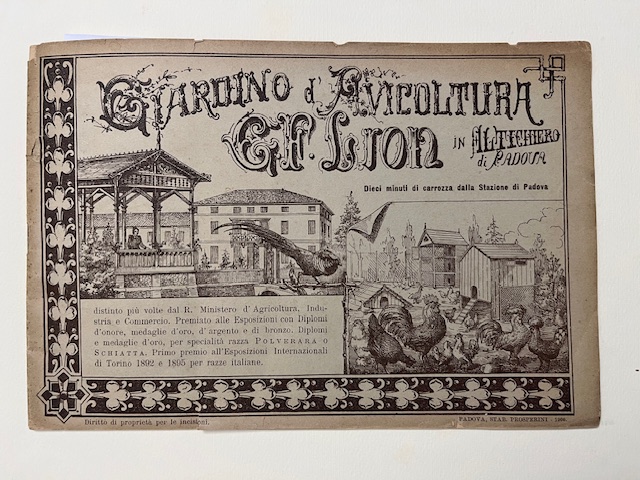 GIARDINO d'AVICOLTURA
G.F. LION IN ALTICHIERO
di PADOVA
Dieci minuti di carrozza dalla Stazione di Padova
distinto più volte dal R. Ministero d'Agricoltura, Indu-
stria e Commercio. Premiato alle Esposizioni con Diplomi
d'onore, medaglie d'oro, d'argento e di bronzo. Diplomi
e medaglie d'oro, per specialità razza POLVERARA O
SCHIATTA. Primo premio all'Esposizioni Internazionali
di Torino 1892 e 1895 per razze italiane.
Diritto di proprietà per le incisioni.
PADOVA, STAB. PROSPERINI -